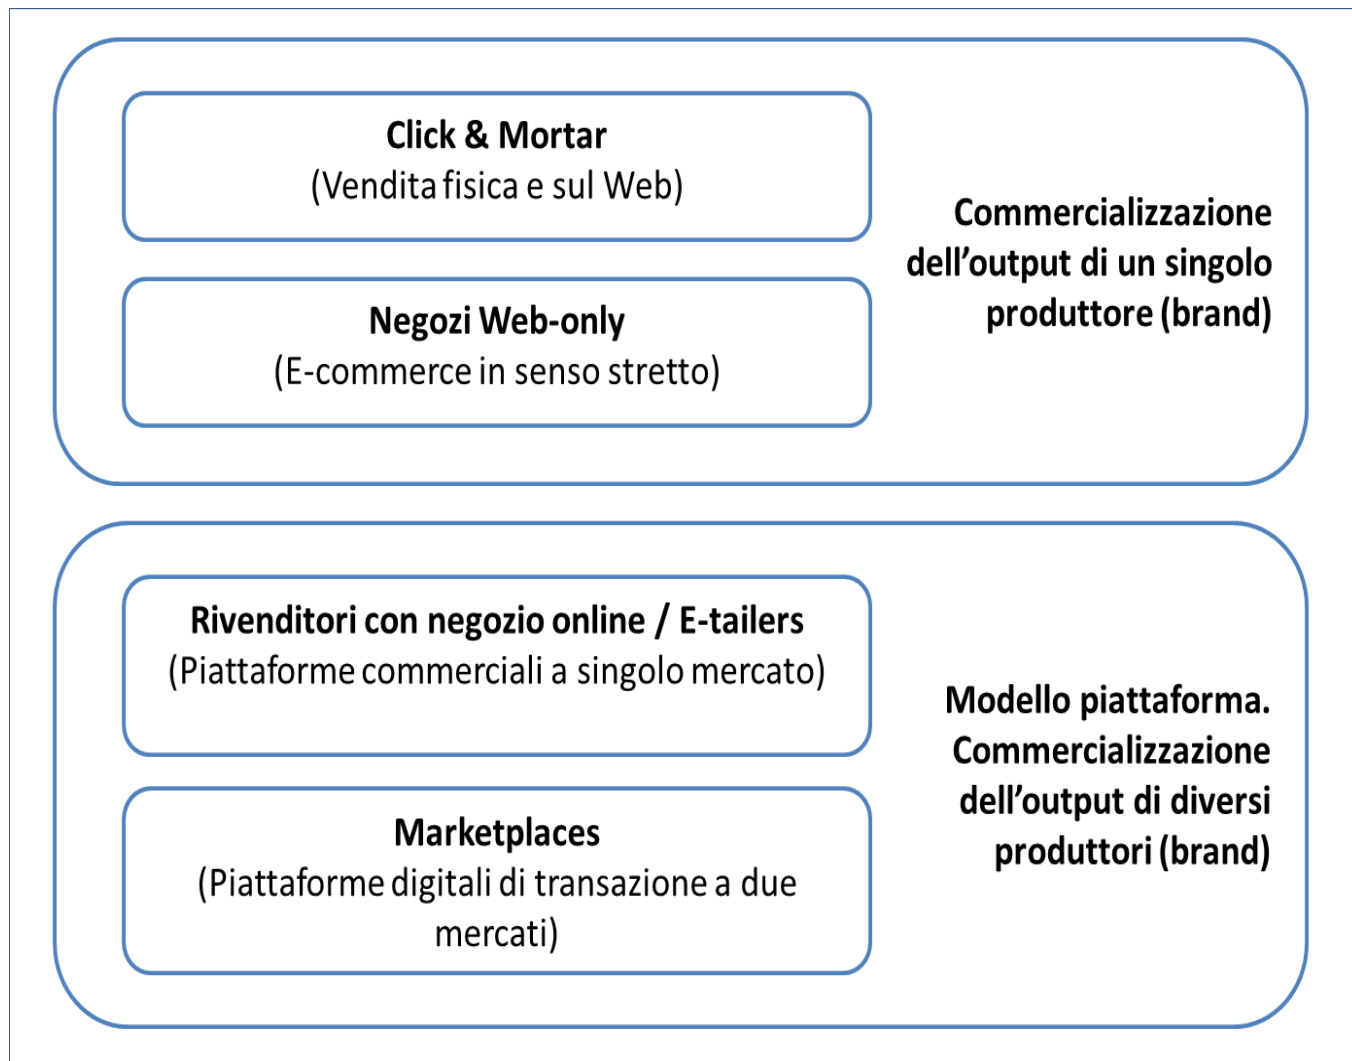 Click & Mortar
(Vendita fisica e sul Web)
Negozi Web-only
(E-commerce in senso stretto)
Commercializzazione
dell’output di un singolo
produttore (brand)
Rivenditori con negozio online / E-tailers
(Piattaforme commerciali a singolo mercato)
Marketplaces
(Piattaforme digitali di transazione a due
mercati)
Modello piattaforma.
Commercializzazione
dell’output di diversi
produttori (brand)